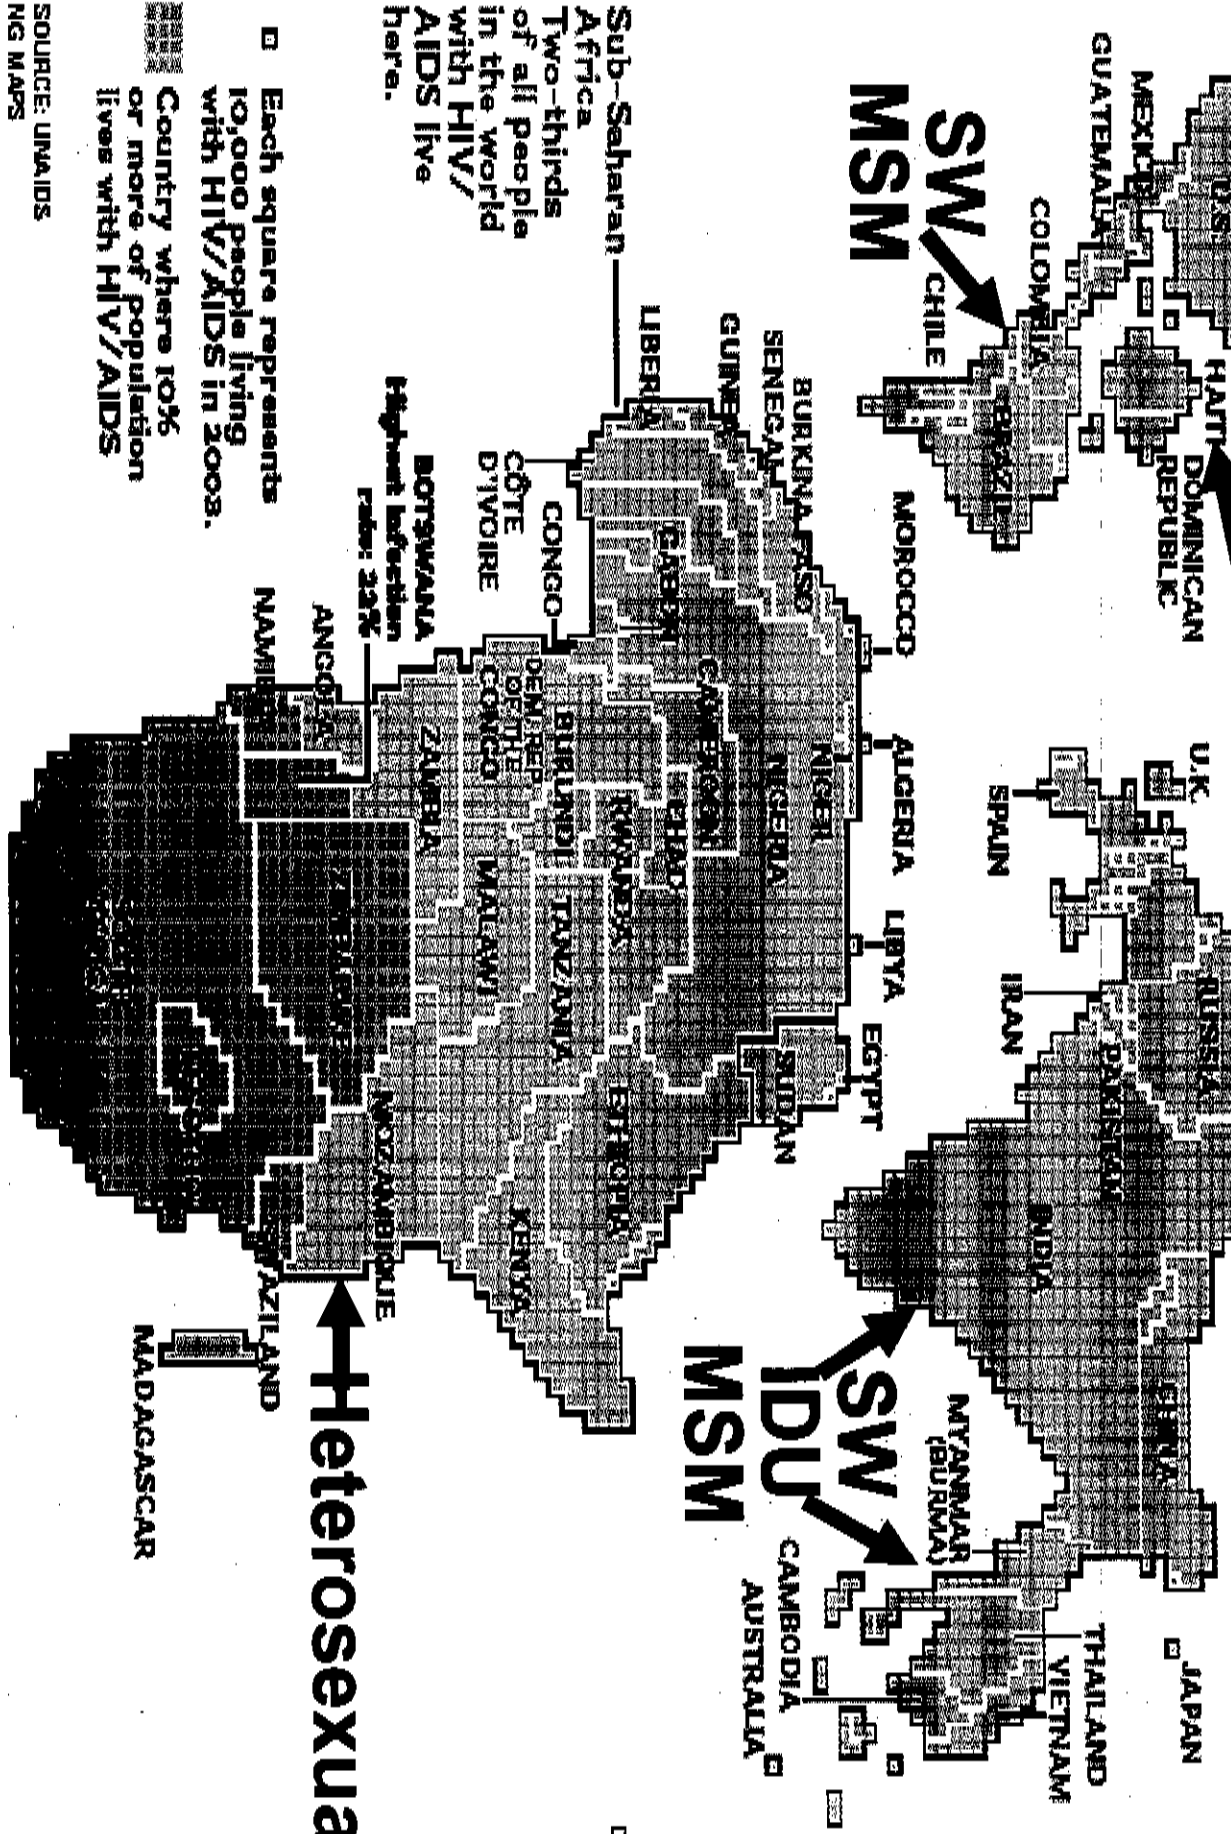 U.S.
MEXICO
GUATEMALA
HAITI
DOMINICAN
REPUBLIC
COLOMBIA
BRAZIL
CHILE
SW
MSM
U.K.
SPAIN
RUSSIA
IRAN
PAKISTAN
INDIA
CHINA
JAPAN
THAILAND
VIETNAM
MYANMAR
(BURMA)
CAMBODIA
AUSTRALIA
SW
IDU
MSM
MOROCCO
ALGERIA
LIBYA
EGYPT
BURKINA FASO
SENEGAL
GUINEA
LIBERIA
NIGER
NIGERIA
SUDAN
CAMEROON
CHAD
GABON
RWANDA
ETHIOPIA
BURUNDI
TANZANIA
DEM. REP.
OF THE
CONGO
KENYA
MALAWI
ZAMBIA
CONGO
CÔTE
D'IVOIRE
Sub-Saharan
Africa
Two-thirds
of all people
in the world
with HIV/
AIDS live
here.
BOTSWANA
Highest infection
rate:
ANGOLA
ZIMBABWE
MOZAMBIQUE
SWAZILAND
LESOTHO
MADAGASCAR
Heterosexua
Each square represents
10,000 people living
with HIV/AIDS in 2008.
Country where 10%
or more of population
lives with HIV/AIDS
SOURCE: UNAIDS
NG MAPS